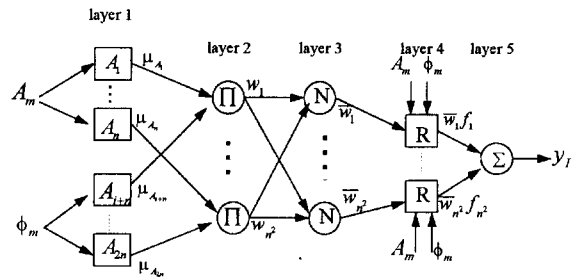 layer 1
layer 2 layer 3 layer 4 layer 5
A_m φ_m
A_1 μ_{A_1}
A_m
A_n μ_{A_n}
Π w_1 N w̅_1 R w̅_1 f_1
Σ y_I
A_{i+n} μ_{A_{i+n}}
φ_m
A_{2n} μ_{A_{2n}}
Π w_{n^2} N w̅_{n^2} R w̅_{n^2} f_{n^2}
A_m φ_m